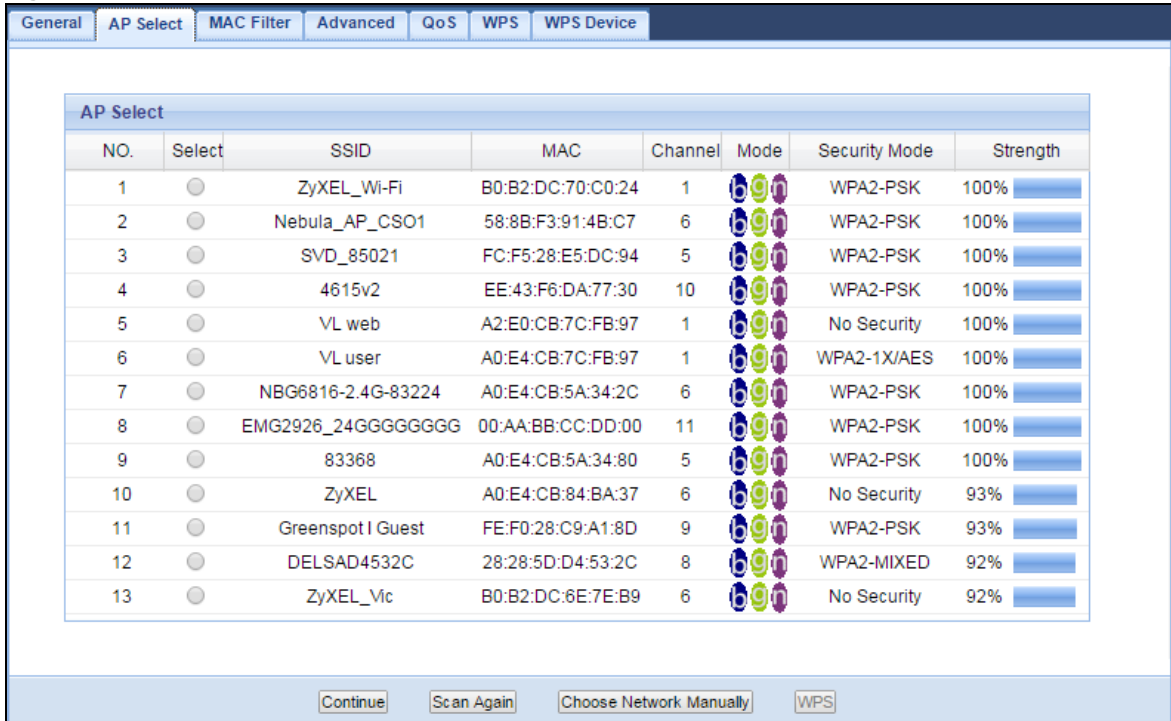 General AP Select MAC Filter Advanced QoS WPS WPS Device
AP Select
NO. Select SSID MAC Channel Mode Security Mode Strength
1 ZyXEL_Wi-Fi B0:B2:DC:70:C0:24 1 b g n WPA2-PSK 100%
2 Nebula_AP_CSO1 58:8B:F3:91:4B:C7 6 b g n WPA2-PSK 100%
3 SVD_85021 FC:F5:28:E5:DC:94 5 b g n WPA2-PSK 100%
4 4615v2 EE:43:F6:DA:77:30 10 b g n WPA2-PSK 100%
5 VL web A2:E0:CB:7C:FB:97 1 b g n No Security 100%
6 VL user A0:E4:CB:7C:FB:97 1 b g n WPA2-1X/AES 100%
7 NBG6816-2.4G-83224 A0:E4:CB:5A:34:2C 6 b g n WPA2-PSK 100%
8 EMG2926_24GGGGGGGG 00:AA:BB:CC:DD:00 11 b g n WPA2-PSK 100%
9 83368 A0:E4:CB:5A:34:80 5 b g n WPA2-PSK 100%
10 ZyXEL A0:E4:CB:84:BA:37 6 b g n No Security 93%
11 Greenspot I Guest FE:F0:28:C9:A1:8D 9 b g n WPA2-PSK 93%
12 DELSAD4532C 28:28:5D:D4:53:2C 8 b g n WPA2-MIXED 92%
13 ZyXEL_Vic B0:B2:DC:6E:7E:B9 6 b g n No Security 92%
Continue Scan Again Choose Network Manually WPS